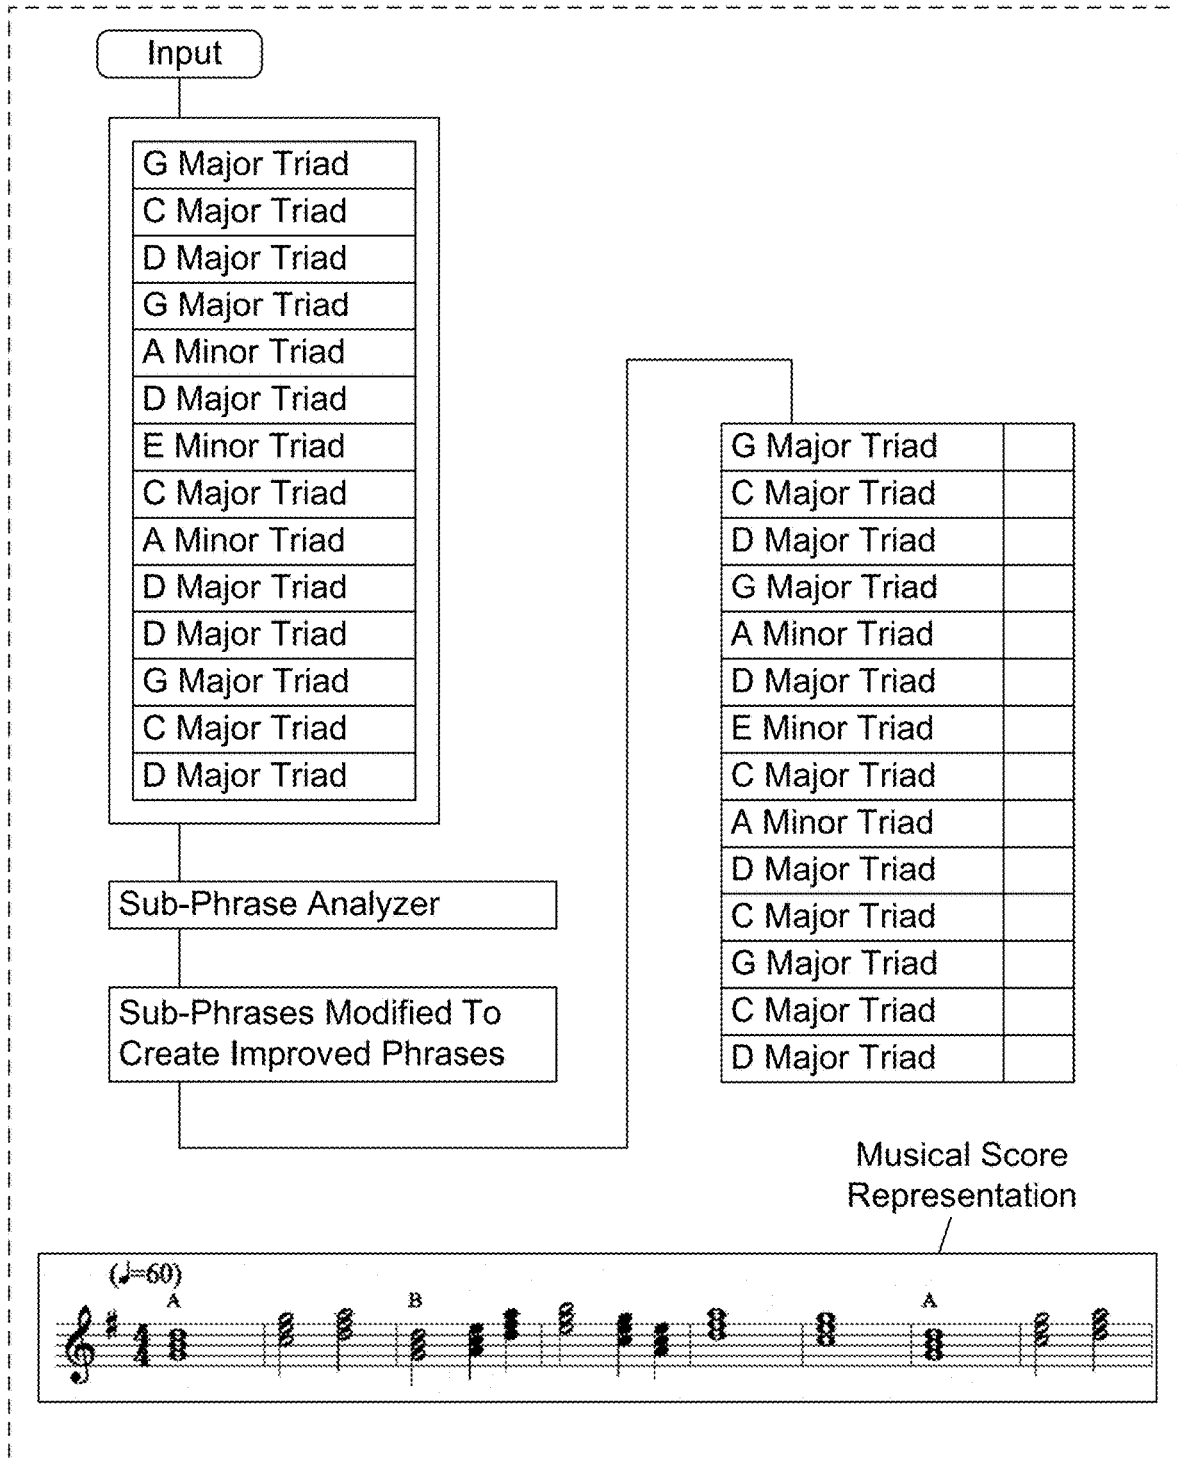 Input
G Major Triad
C Major Triad
D Major Triad
G Major Triad
A Minor Triad
D Major Triad
E Minor Triad
C Major Triad
A Minor Triad
D Major Triad
D Major Triad
G Major Triad
C Major Triad
D Major Triad
Sub-Phrase Analyzer
Sub-Phrases Modified To
Create Improved Phrases
G Major Triad
C Major Triad
D Major Triad
G Major Triad
A Minor Triad
D Major Triad
E Minor Triad
C Major Triad
A Minor Triad
D Major Triad
C Major Triad
G Major Triad
C Major Triad
D Major Triad
Musical Score
Representation
(♩=60)
A B A
4
4